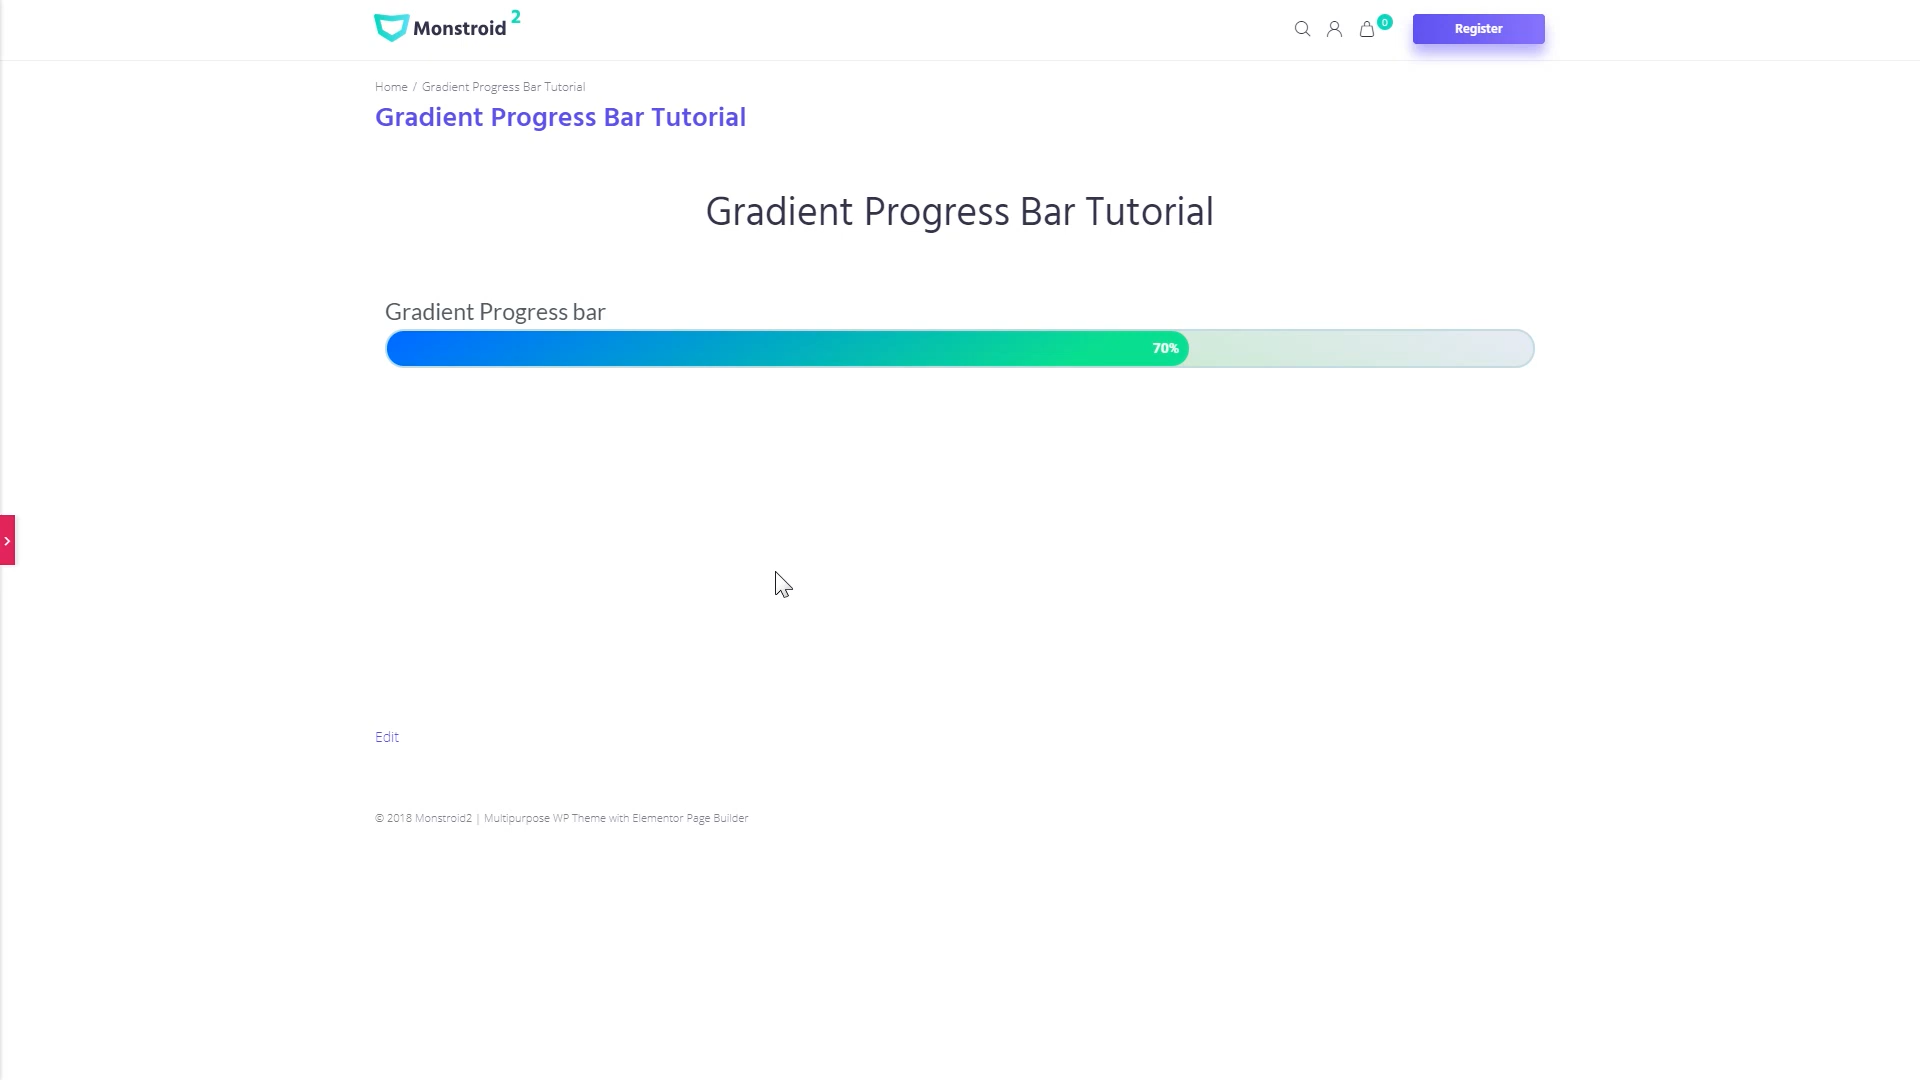 Monstroid 2
0
Register
Home / Gradient Progress Bar Tutorial
Gradient Progress Bar Tutorial
Gradient Progress Bar Tutorial
Gradient Progress bar
70%
Edit
© 2018 Monstroid2 | Multipurpose WP Theme with Elementor Page Builder